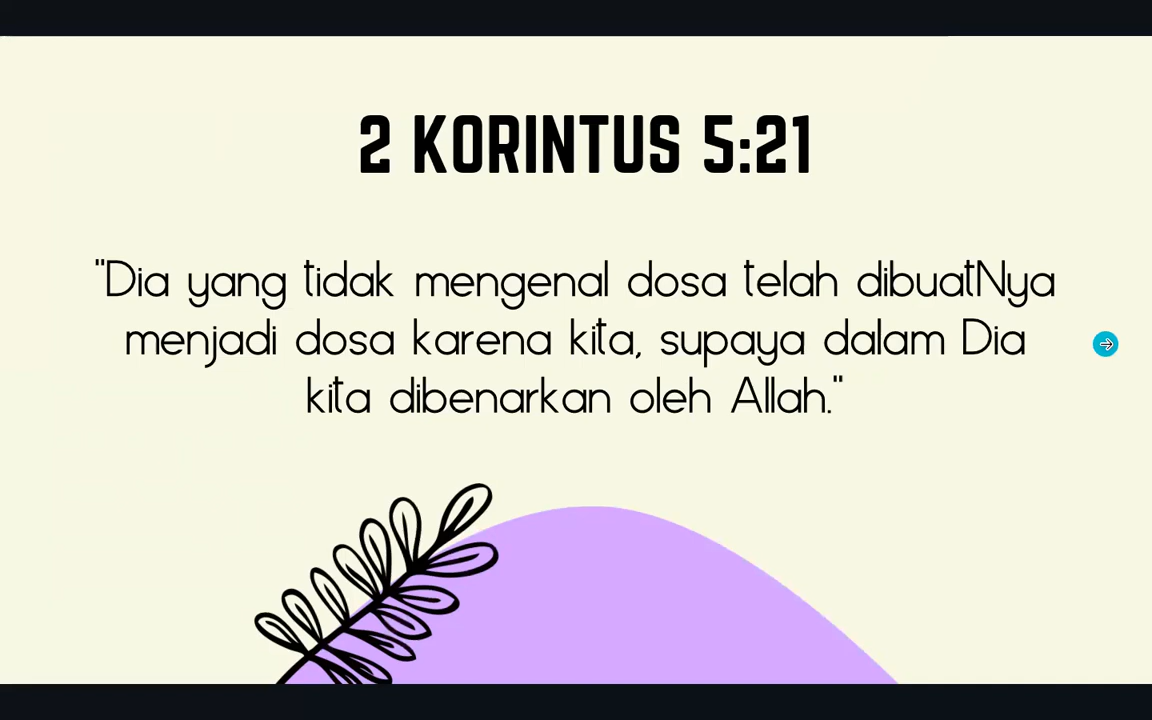 2 KORINTUS 5:21
"Dia yang tidak mengenal dosa telah dibuatNya
menjadi dosa karena kita, supaya dalam Dia
kita dibenarkan oleh Allah."